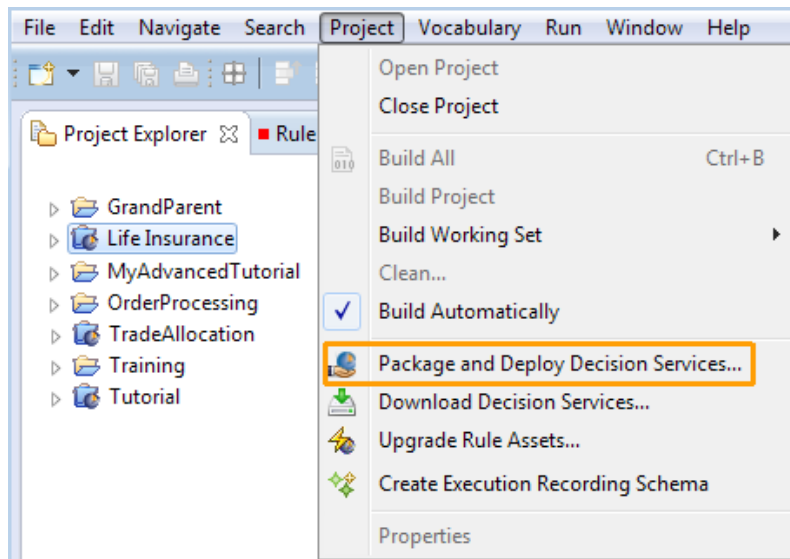 File Edit Navigate Search Project Vocabulary Run Window Help
Project Explorer Rule
GrandParent
Life Insurance
MyAdvancedTutorial
OrderProcessing
TradeAllocation
Training
Tutorial
Open Project
Close Project
010
Build All Ctrl+B
Build Project
Build Working Set
Clean...
Build Automatically
Package and Deploy Decision Services...
Download Decision Services...
Upgrade Rule Assets...
Create Execution Recording Schema
Properties